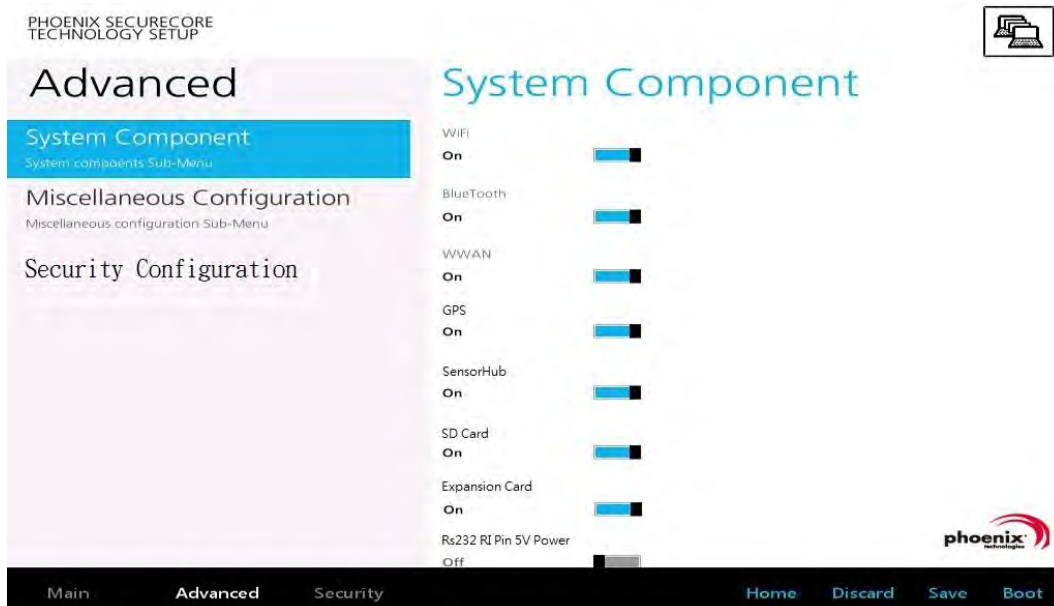 PHOENIX SECURECORE
TECHNOLOGY SETUP
Advanced
System Component
System compoents Sub-Menu
Miscellaneous Configuration
Miscellaneous configuration Sub-Menu
Security Configuration
System Component
WiFi
On
BlueTooth
On
WWAN
On
GPS
On
SensorHub
On
SD Card
On
Expansion Card
On
Rs232 RI Pin 5V Power
Off
phoenix
technologies
Main Advanced Security Home Discard Save Boot